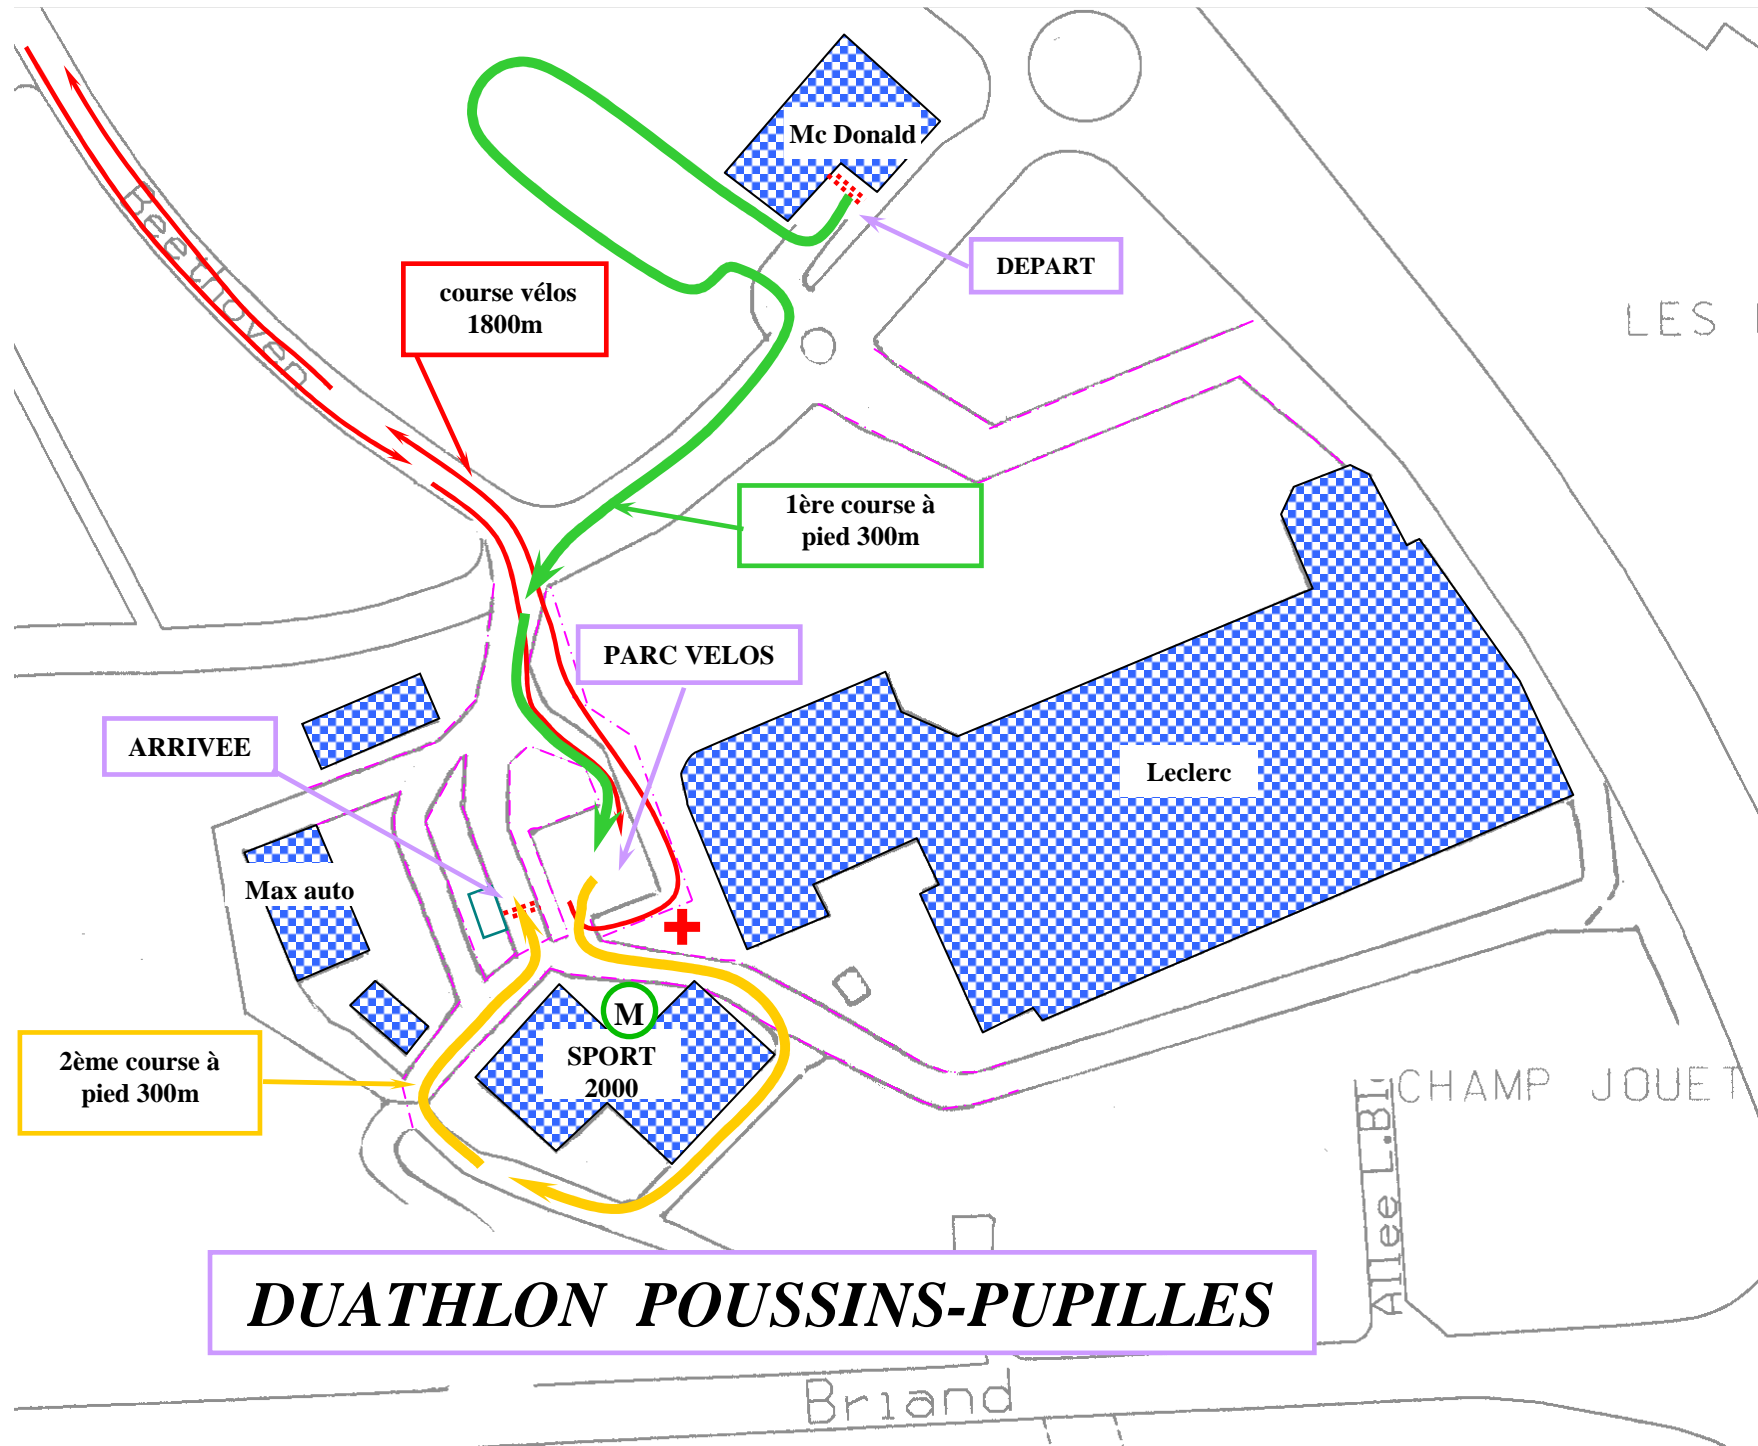 Mc Donald
Beethoven
DEPART
course vélos
1800m
LES
1ère course à
pied 300m
PARC VELOS
ARRIVEE
Leclerc
Max auto
M
SPORT
2000
2ème course à
pied 300m
CHAMP JOUET
Allee L.Bl
DUATHLON POUSSINS-PUPILLES
Briand